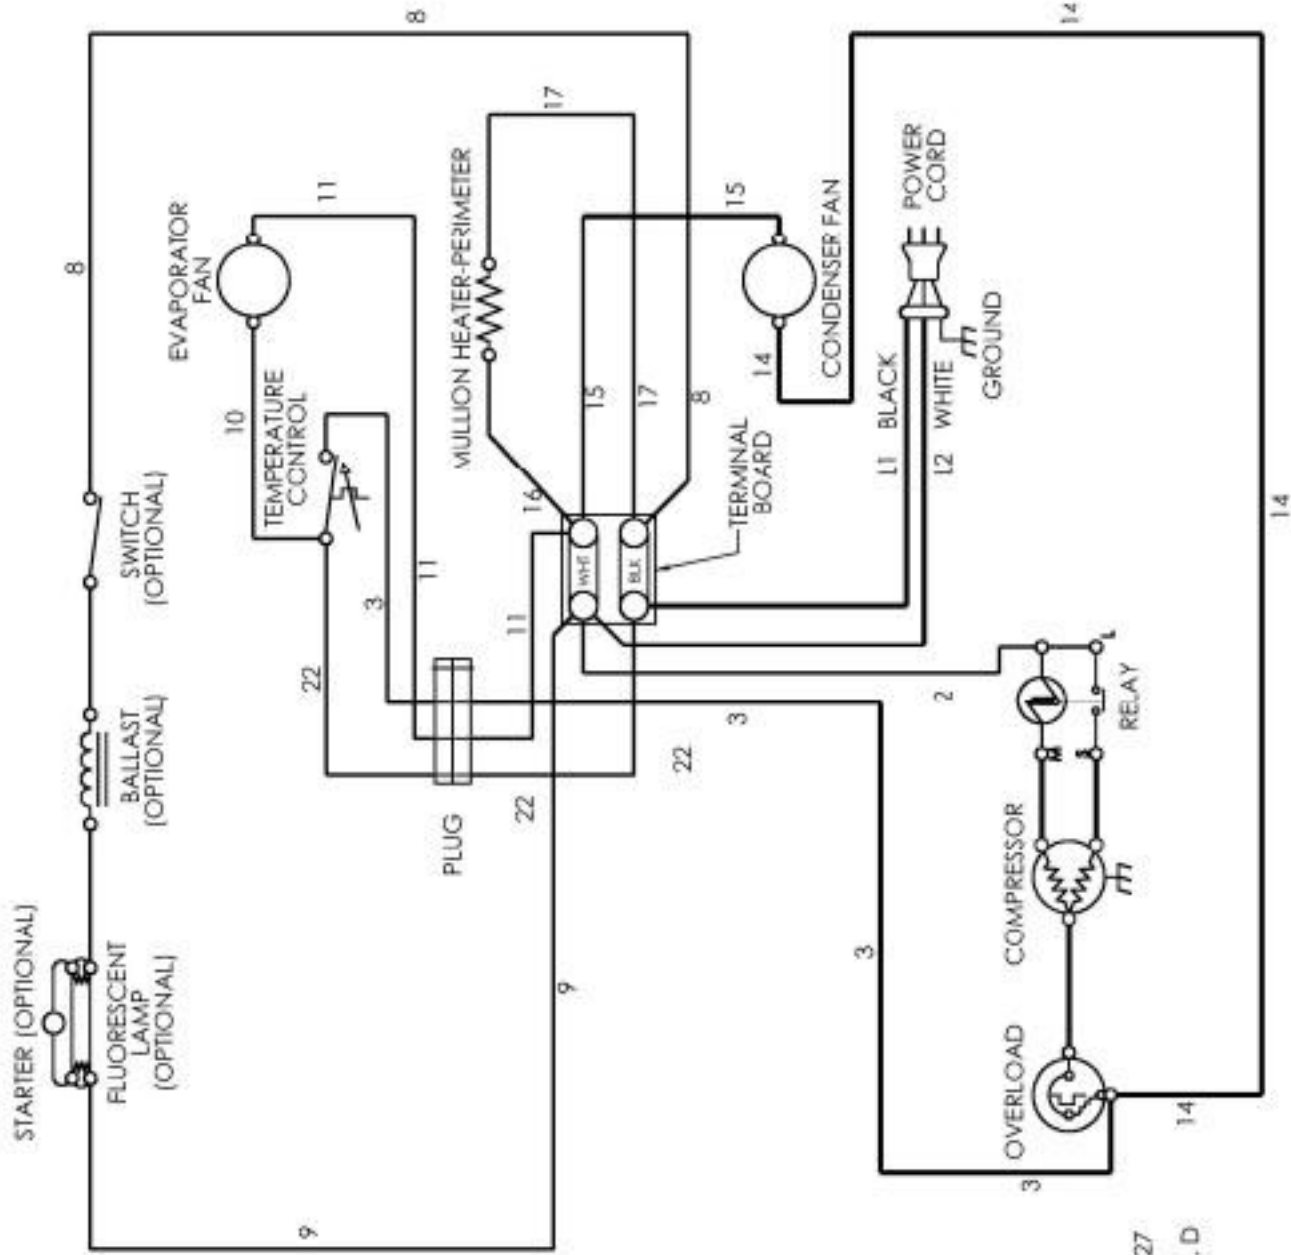 8
8
14
17
11
15
EVAPORATOR
FAN
MULLION HEATER-PERIMETER
POWER
CORD
CONDENSER FAN
GROUND
14
L1 BLACK
L2 WHITE
10
TEMPERATURE
CONTROL
15
17
8
TERMINAL
BOARD
SWITCH
(OPTIONAL)
16
WHT
BLK
14
11
3
11
22
3
2
L
RELAY
BALLAST
(OPTIONAL)
22
22
M
S
PLUG
COMPRESSOR
STARTER (OPTIONAL)
FLUORESCENT
LAMP
(OPTIONAL)
3
9
OVERLOAD
14
3
9
27
D